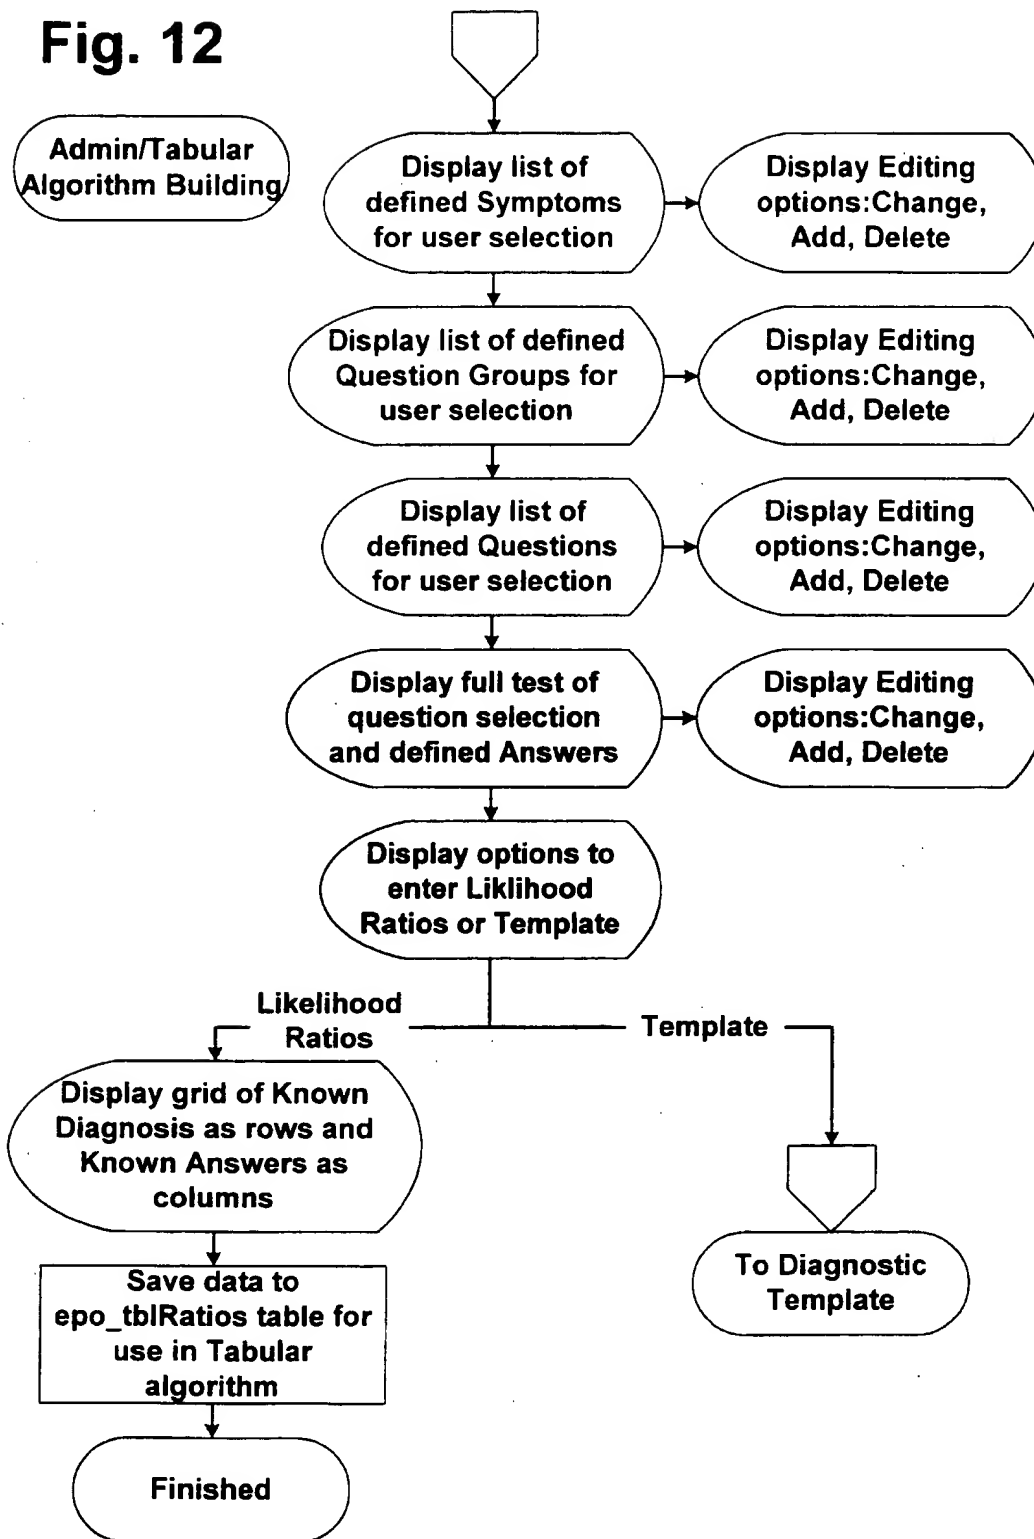 Fig. 12
Admin/Tabular
Algorithm Building
Display list of
defined Symptoms
for user selection
Display Editing
options:Change,
Add, Delete
Display list of defined
Question Groups for
user selection
Display Editing
options:Change,
Add, Delete
Display list of
defined Questions
for user selection
Display Editing
options:Change,
Add, Delete
Display full test of
question selection
and defined Answers
Display Editing
options:Change,
Add, Delete
Display options to
enter Liklihood
Ratios or Template
Likelihood
Ratios
Template
Display grid of Known
Diagnosis as rows and
Known Answers as
columns
Save data to
epo_tblRatios table for
use in Tabular
algorithm
Finished
To Diagnostic
Template